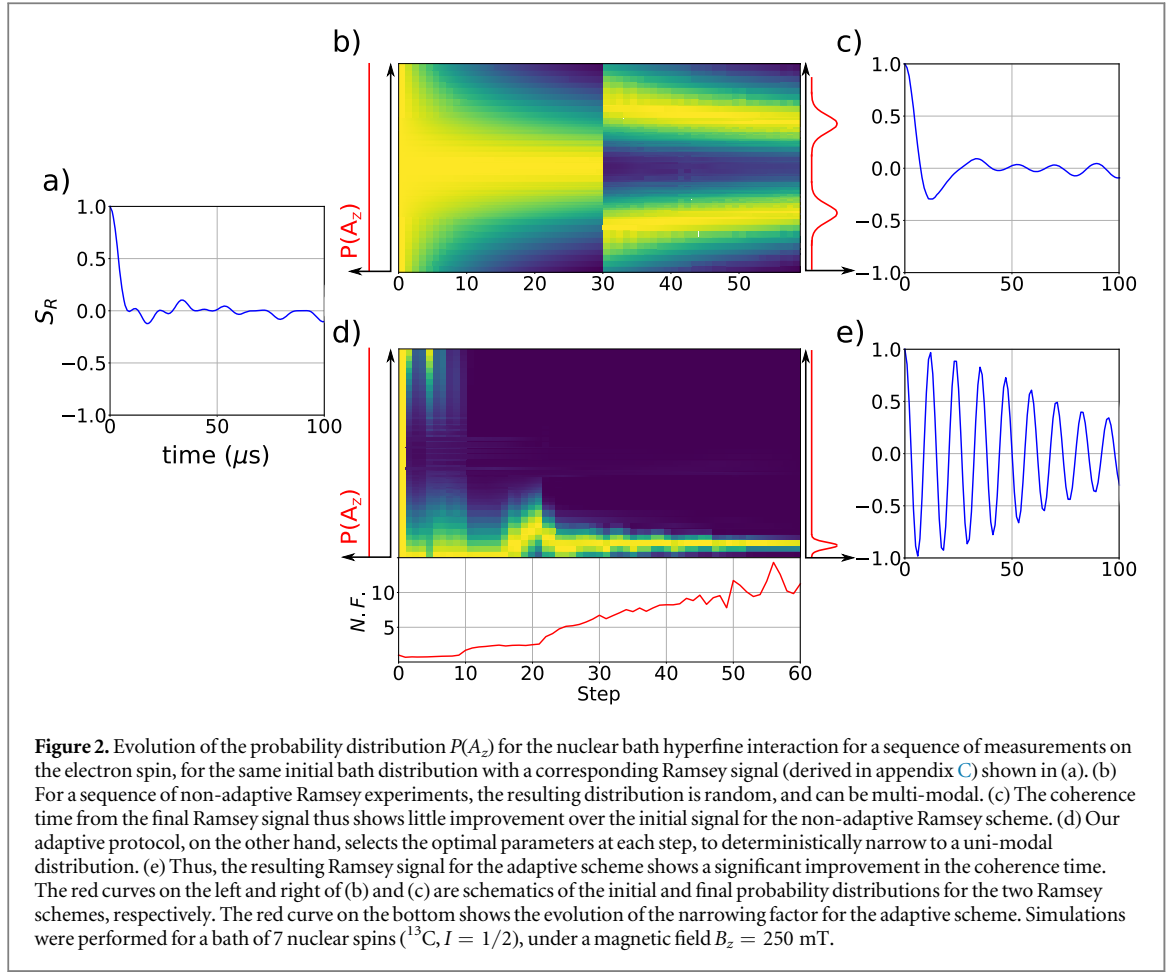 b)
c)
P(A_z)
0
10
20
30
40
50
1.0
0.5
0.0
−0.5
−1.0
0
50
100
a)
S_R
1.0
0.5
0.0
−0.5
−1.0
0
50
100
time (μs)
d)
e)
P(A_z)
1.0
0.5
0.0
−0.5
−1.0
0
50
100
N.F.
10
5
0
10
20
30
40
50
60
Step
Figure 2. Evolution of the probability distribution P(A_z) for the nuclear bath hyperfine interaction for a sequence of measurements on
the electron spin, for the same initial bath distribution with a corresponding Ramsey signal (derived in appendix C) shown in (a). (b)
For a sequence of non-adaptive Ramsey experiments, the resulting distribution is random, and can be multi-modal. (c) The coherence
time from the final Ramsey signal thus shows little improvement over the initial signal for the non-adaptive Ramsey scheme. (d) Our
adaptive protocol, on the other hand, selects the optimal parameters at each step, to deterministically narrow to a uni-modal
distribution. (e) Thus, the resulting Ramsey signal for the adaptive scheme shows a significant improvement in the coherence time.
The red curves on the left and right of (b) and (c) are schematics of the initial and final probability distributions for the two Ramsey
schemes, respectively. The red curve on the bottom shows the evolution of the narrowing factor for the adaptive scheme. Simulations
were performed for a bath of 7 nuclear spins (¹³C, I = 1/2), under a magnetic field B_z = 250 mT.